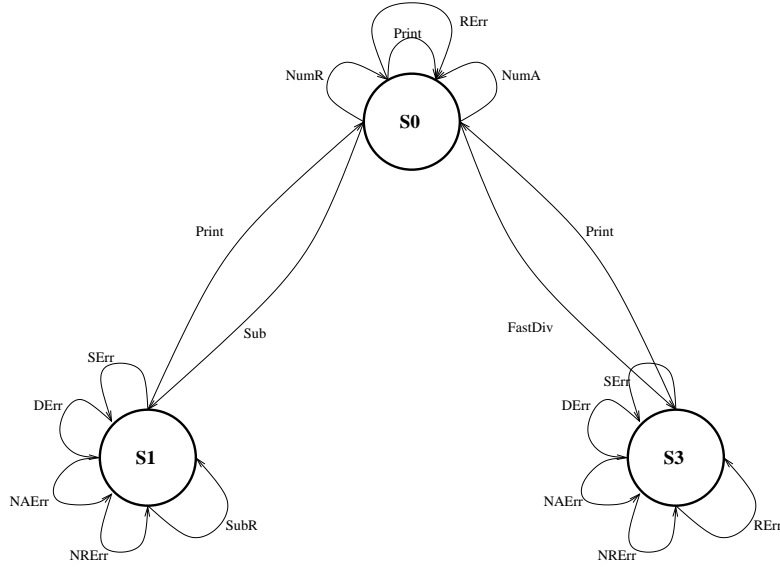 RErr
Print
NumR
NumA
S0
Print
Print
Sub
FastDiv
SErr
SErr
DErr
DErr
S1
S3
NAErr
NAErr
SubR
RErr
NRErr
NRErr